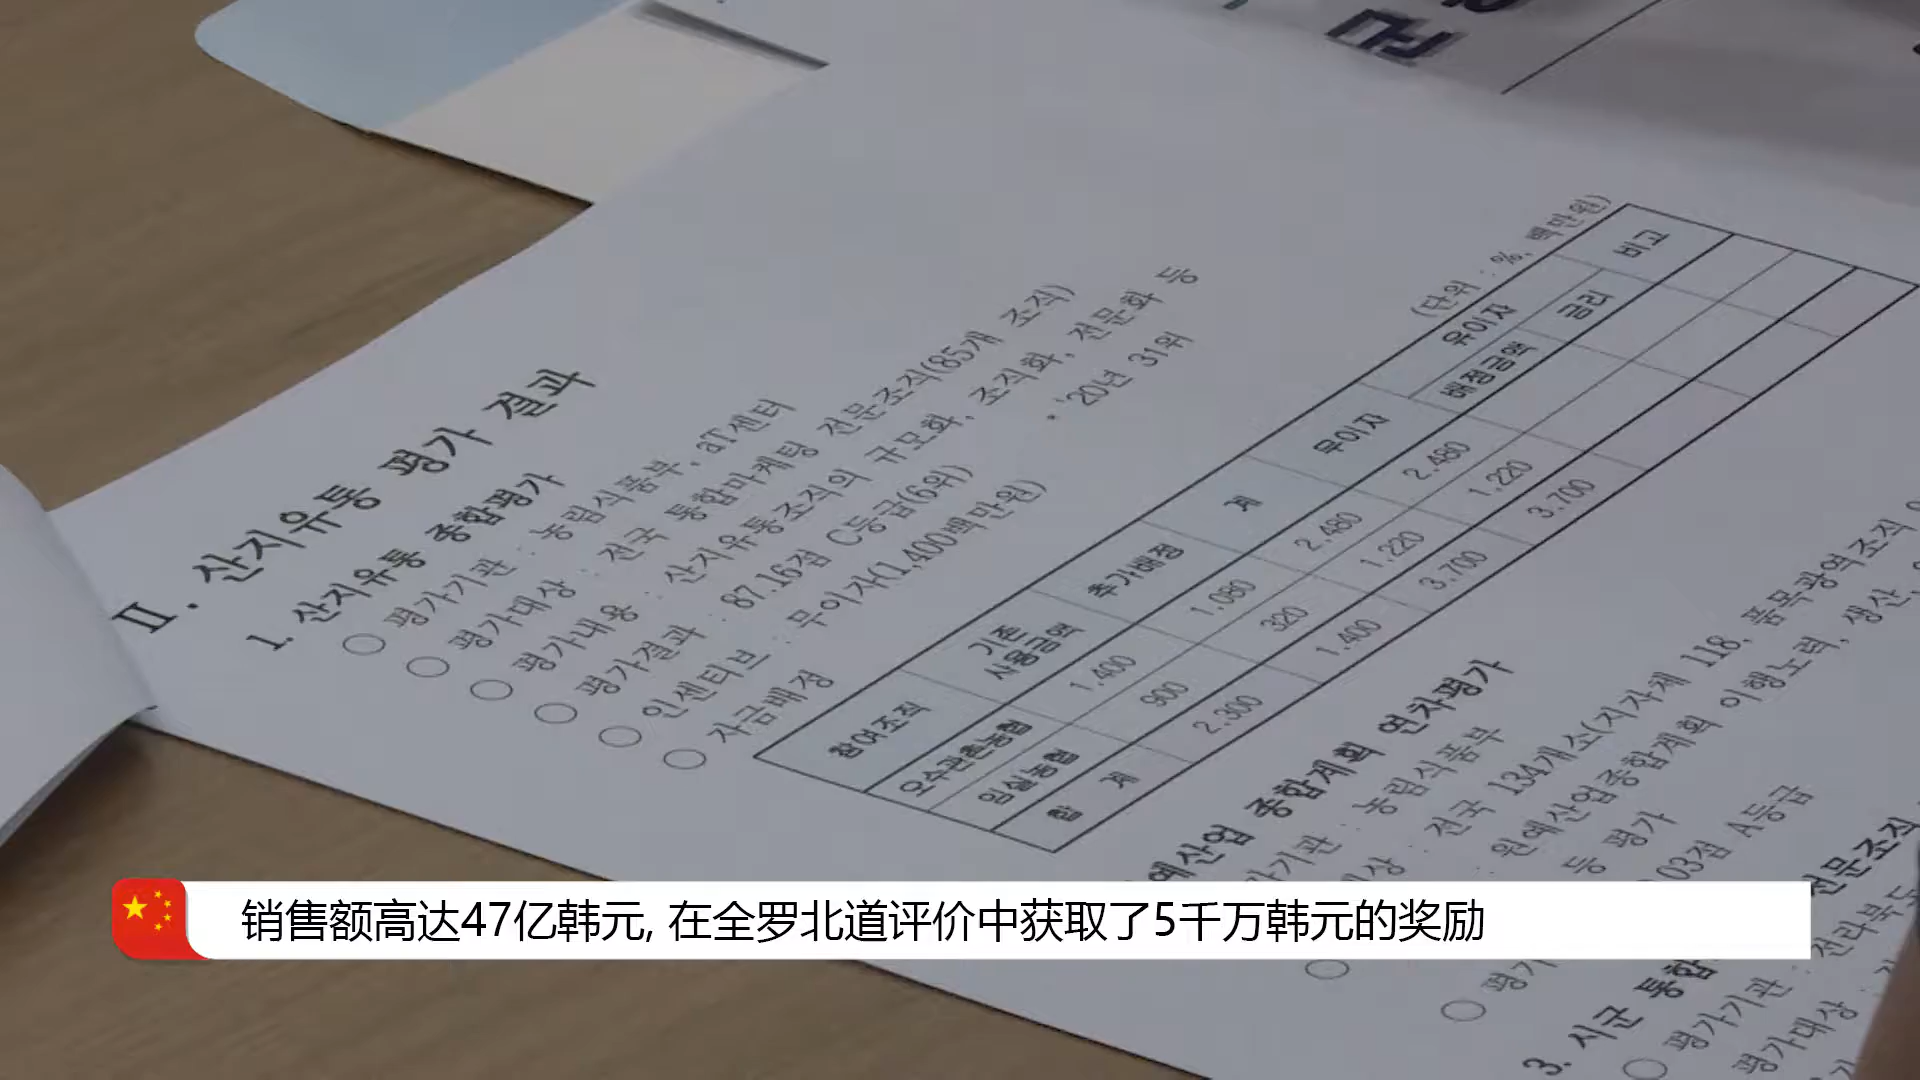 군
Ⅱ. 산지유통 평가 결과
1. 산지유통 종합평가
○ 평가기관 : 농림식품부, aT센터
○ 평가대상 : 전국 통합마케팅 전문조직(85개 조직)
○ 평가내용 : 산지유통조직의 규모화, 조직화, 전문화 등
○ 평가결과 : 87.16점 C등급(6위) * '20년 31위
○ 인센티브 : 무이자(1,400백만원)
○ 자금배정
(단위 : %, 백만원)
참여조직 기존사용금액 추가배정 계 무이자 유이자 비고
배정금액 금리
오수관촌농협 1,400 1,080 2,480 2,480
임실농협 900 320 1,220 1,220
합 계 2,300 1,400 3,700 3,700
예산업 종합계획 연차평가
가기관 : 농림식품부
상 : 전국 134개소(지자체 118, 품목광역조직
: 원예산업종합계획 이행노력, 생산,
등 평가
03점 A등급
3. 시군 통합 전문조직
○ 평가기관 : 전라북도
평가대상 :
销售额高达47亿韩元, 在全罗北道评价中获取了5千万韩元的奖励